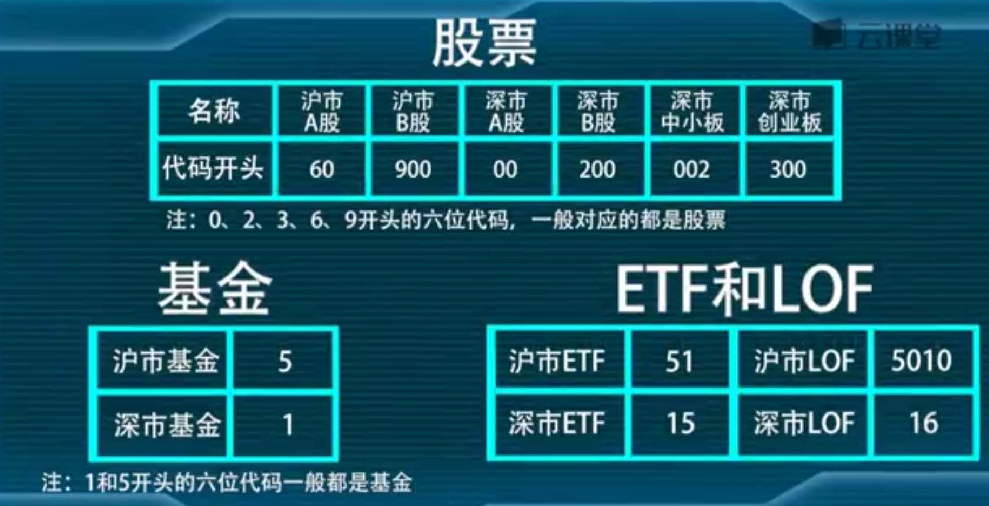 云课堂
股票
名称 沪市A股 沪市B股 深市A股 深市B股 深市中小板 深市创业板
代码开头 60 900 00 200 002 300
注：0、2、3、6、9开头的六位代码，一般对应的都是股票
基金
沪市基金 5
深市基金 1
注：1和5开头的六位代码一般都是基金
ETF和LOF
沪市ETF 51 沪市LOF 5010
深市ETF 15 深市LOF 16